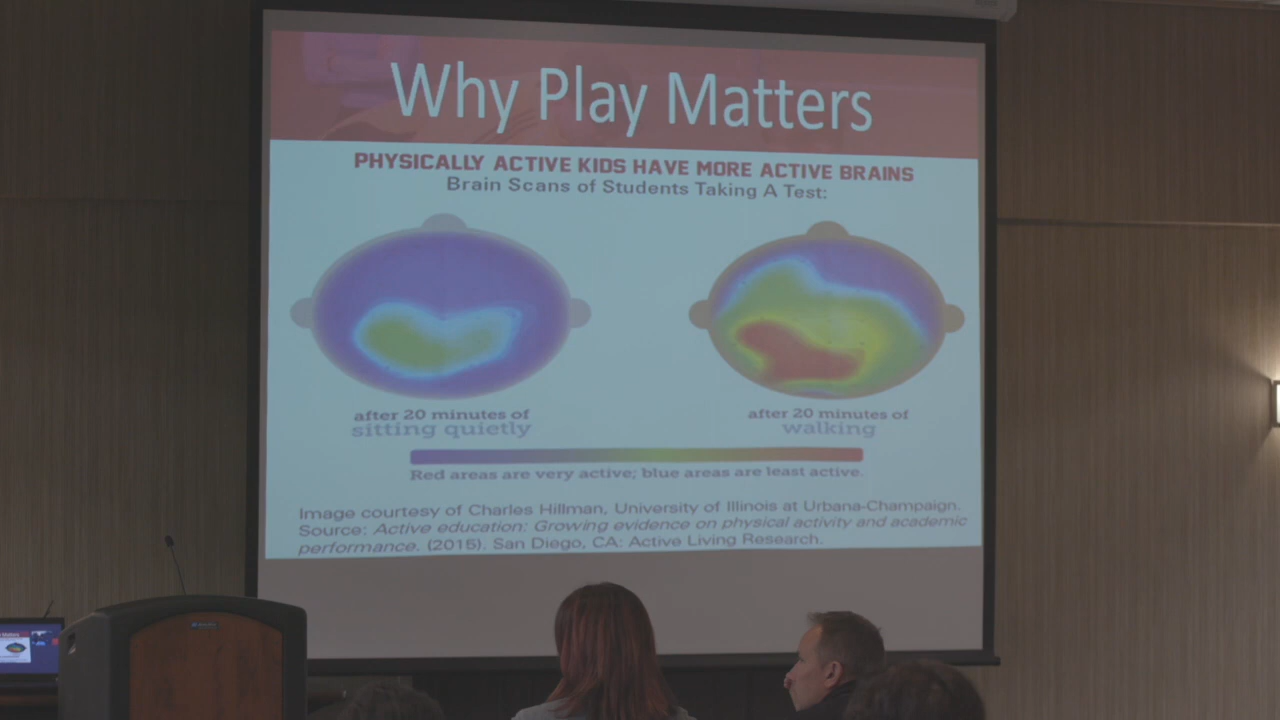 Why Play Matters
PHYSICALLY ACTIVE KIDS HAVE MORE ACTIVE BRAINS
Brain Scans of Students Taking A Test:
after 20 minutes of
sitting quietly
after 20 minutes of
walking
Red areas are very active; blue areas are least active.
Image courtesy of Charles Hillman, University of Illinois at Urbana-Champaign.
Source: Active education: Growing evidence on physical activity and academic
performance. (2015). San Diego, CA: Active Living Research.